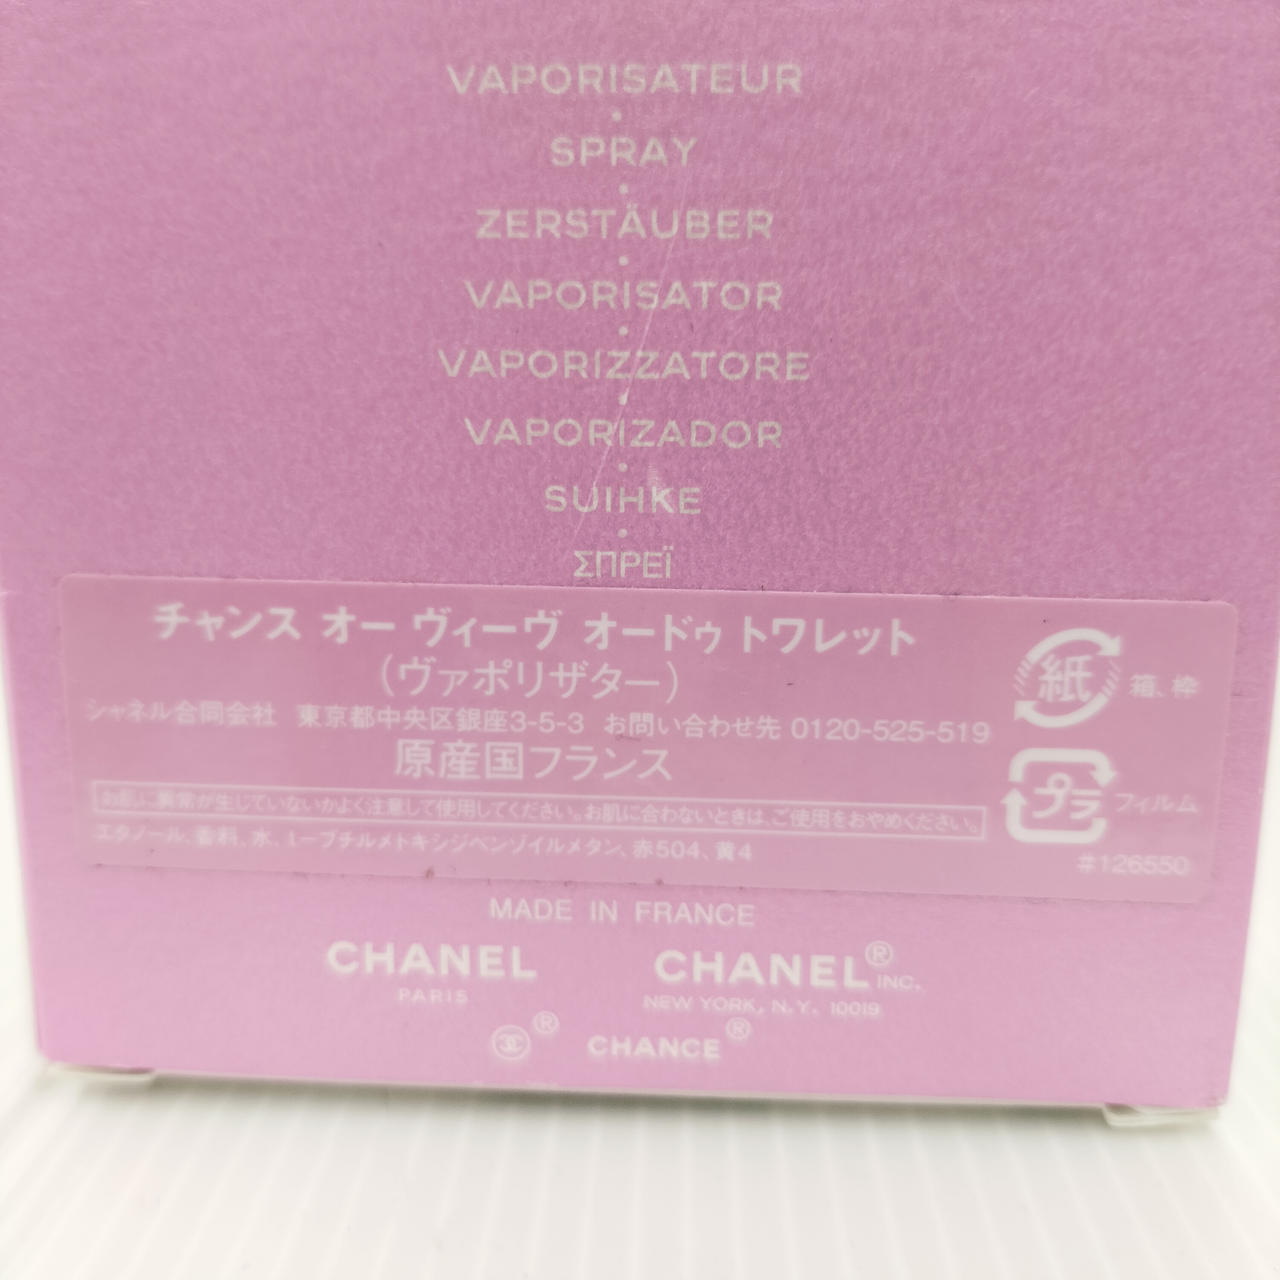 VAPORISATEUR
SPRAY
ZERSTÄUBER
VAPORISATOR
VAPORIZZATORE
VAPORIZADOR
SUIHKE
ΣΠΡΕΪ
チャンス オー ヴィーヴ オードゥ トワレット
(ヴァポリザター)
シャネル合同会社 東京都中央区銀座3-5-3 お問い合わせ先 0120-525-519
原産国フランス
お肌に異常が生じていないかよく注意して使用してください。お肌に合わないときは、ご使用をおやめください。
エタノール、香料、水、t-ブチルメトキシジベンゾイルメタン、赤504、黄4
紙 箱、枠
プラ フィルム
#126550
MADE IN FRANCE
CHANEL
PARIS
CHANEL® INC.
NEW YORK, N.Y. 10019
® CHANCE®